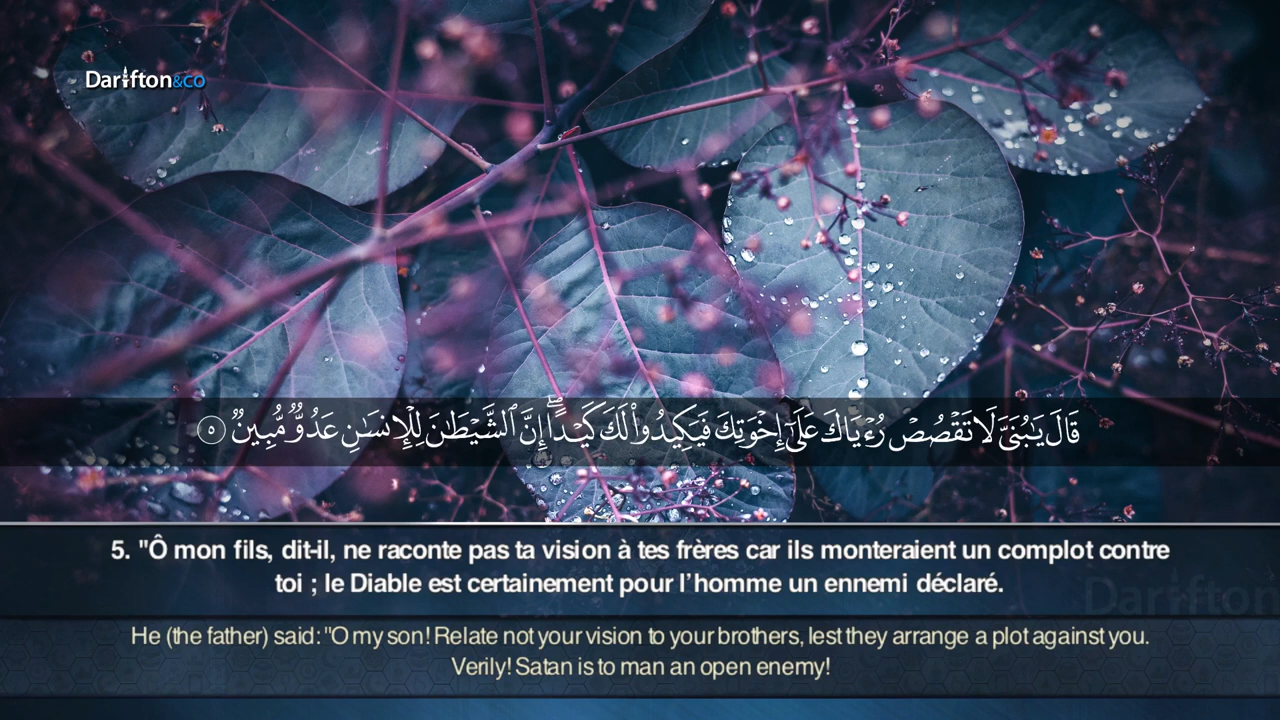 Darifton&co
قَالَ يَـٰبُنَىَّ لَا تَقْصُصْ رُءْيَاكَ عَلَىٰٓ إِخْوَتِكَ فَيَكِيدُوا۟ لَكَ كَيْدًا ۖ إِنَّ ٱلشَّيْطَـٰنَ لِلْإِنسَـٰنِ عَدُوٌّ مُّبِينٌ ٥
5. "Ô mon fils, dit-il, ne raconte pas ta vision à tes frères car ils monteraient un complot contre
toi ; le Diable est certainement pour l’homme un ennemi déclaré.
Darifton
He (the father) said: "O my son! Relate not your vision to your brothers, lest they arrange a plot against you.
Verily! Satan is to man an open enemy!